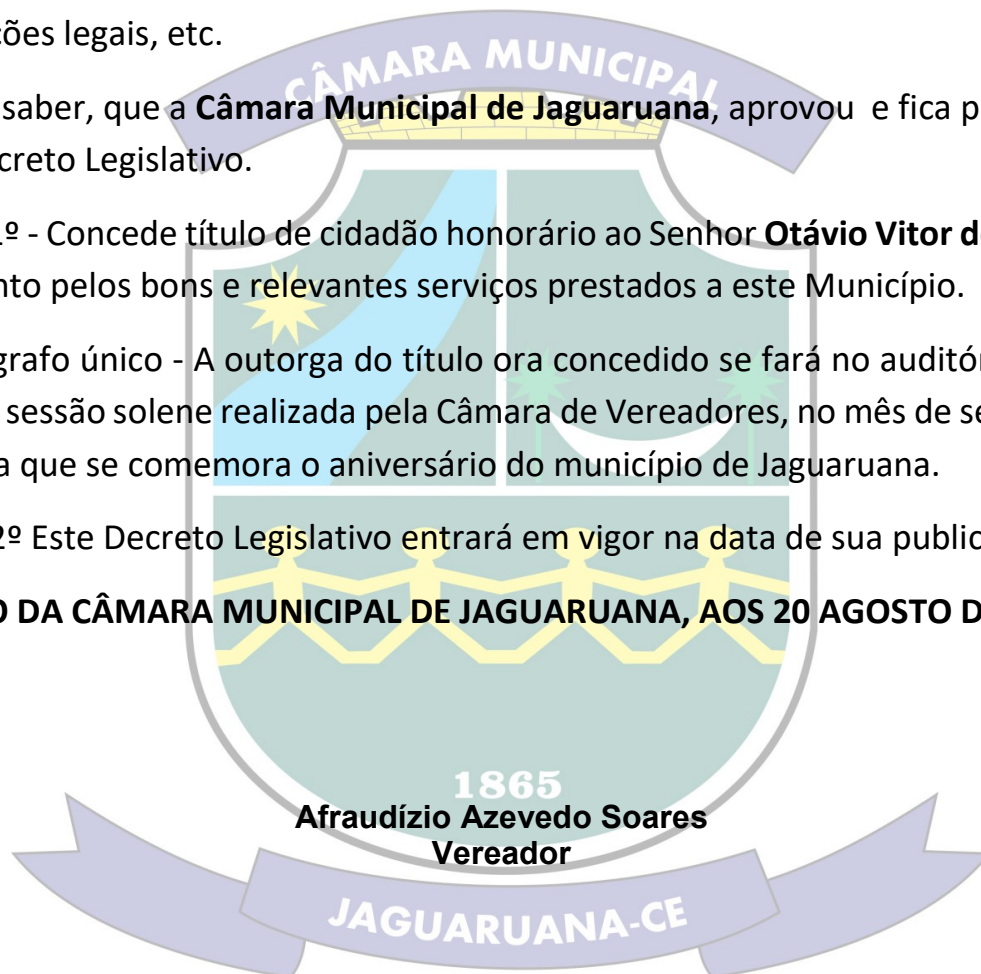 ções legais, etc.
CÂMARA MUNICIPAL
saber, que a Câmara Municipal de Jaguaruana, aprovou e fica p
creto Legislativo.
1º - Concede título de cidadão honorário ao Senhor Otávio Vitor d
nto pelos bons e relevantes serviços prestados a este Município.
grafo único - A outorga do título ora concedido se fará no auditór
sessão solene realizada pela Câmara de Vereadores, no mês de se
a que se comemora o aniversário do município de Jaguaruana.
2º Este Decreto Legislativo entrará em vigor na data de sua public
O DA CÂMARA MUNICIPAL DE JAGUARUANA, AOS 20 AGOSTO D
1865
Afraudízio Azevedo Soares
Vereador
JAGUARUANA-CE